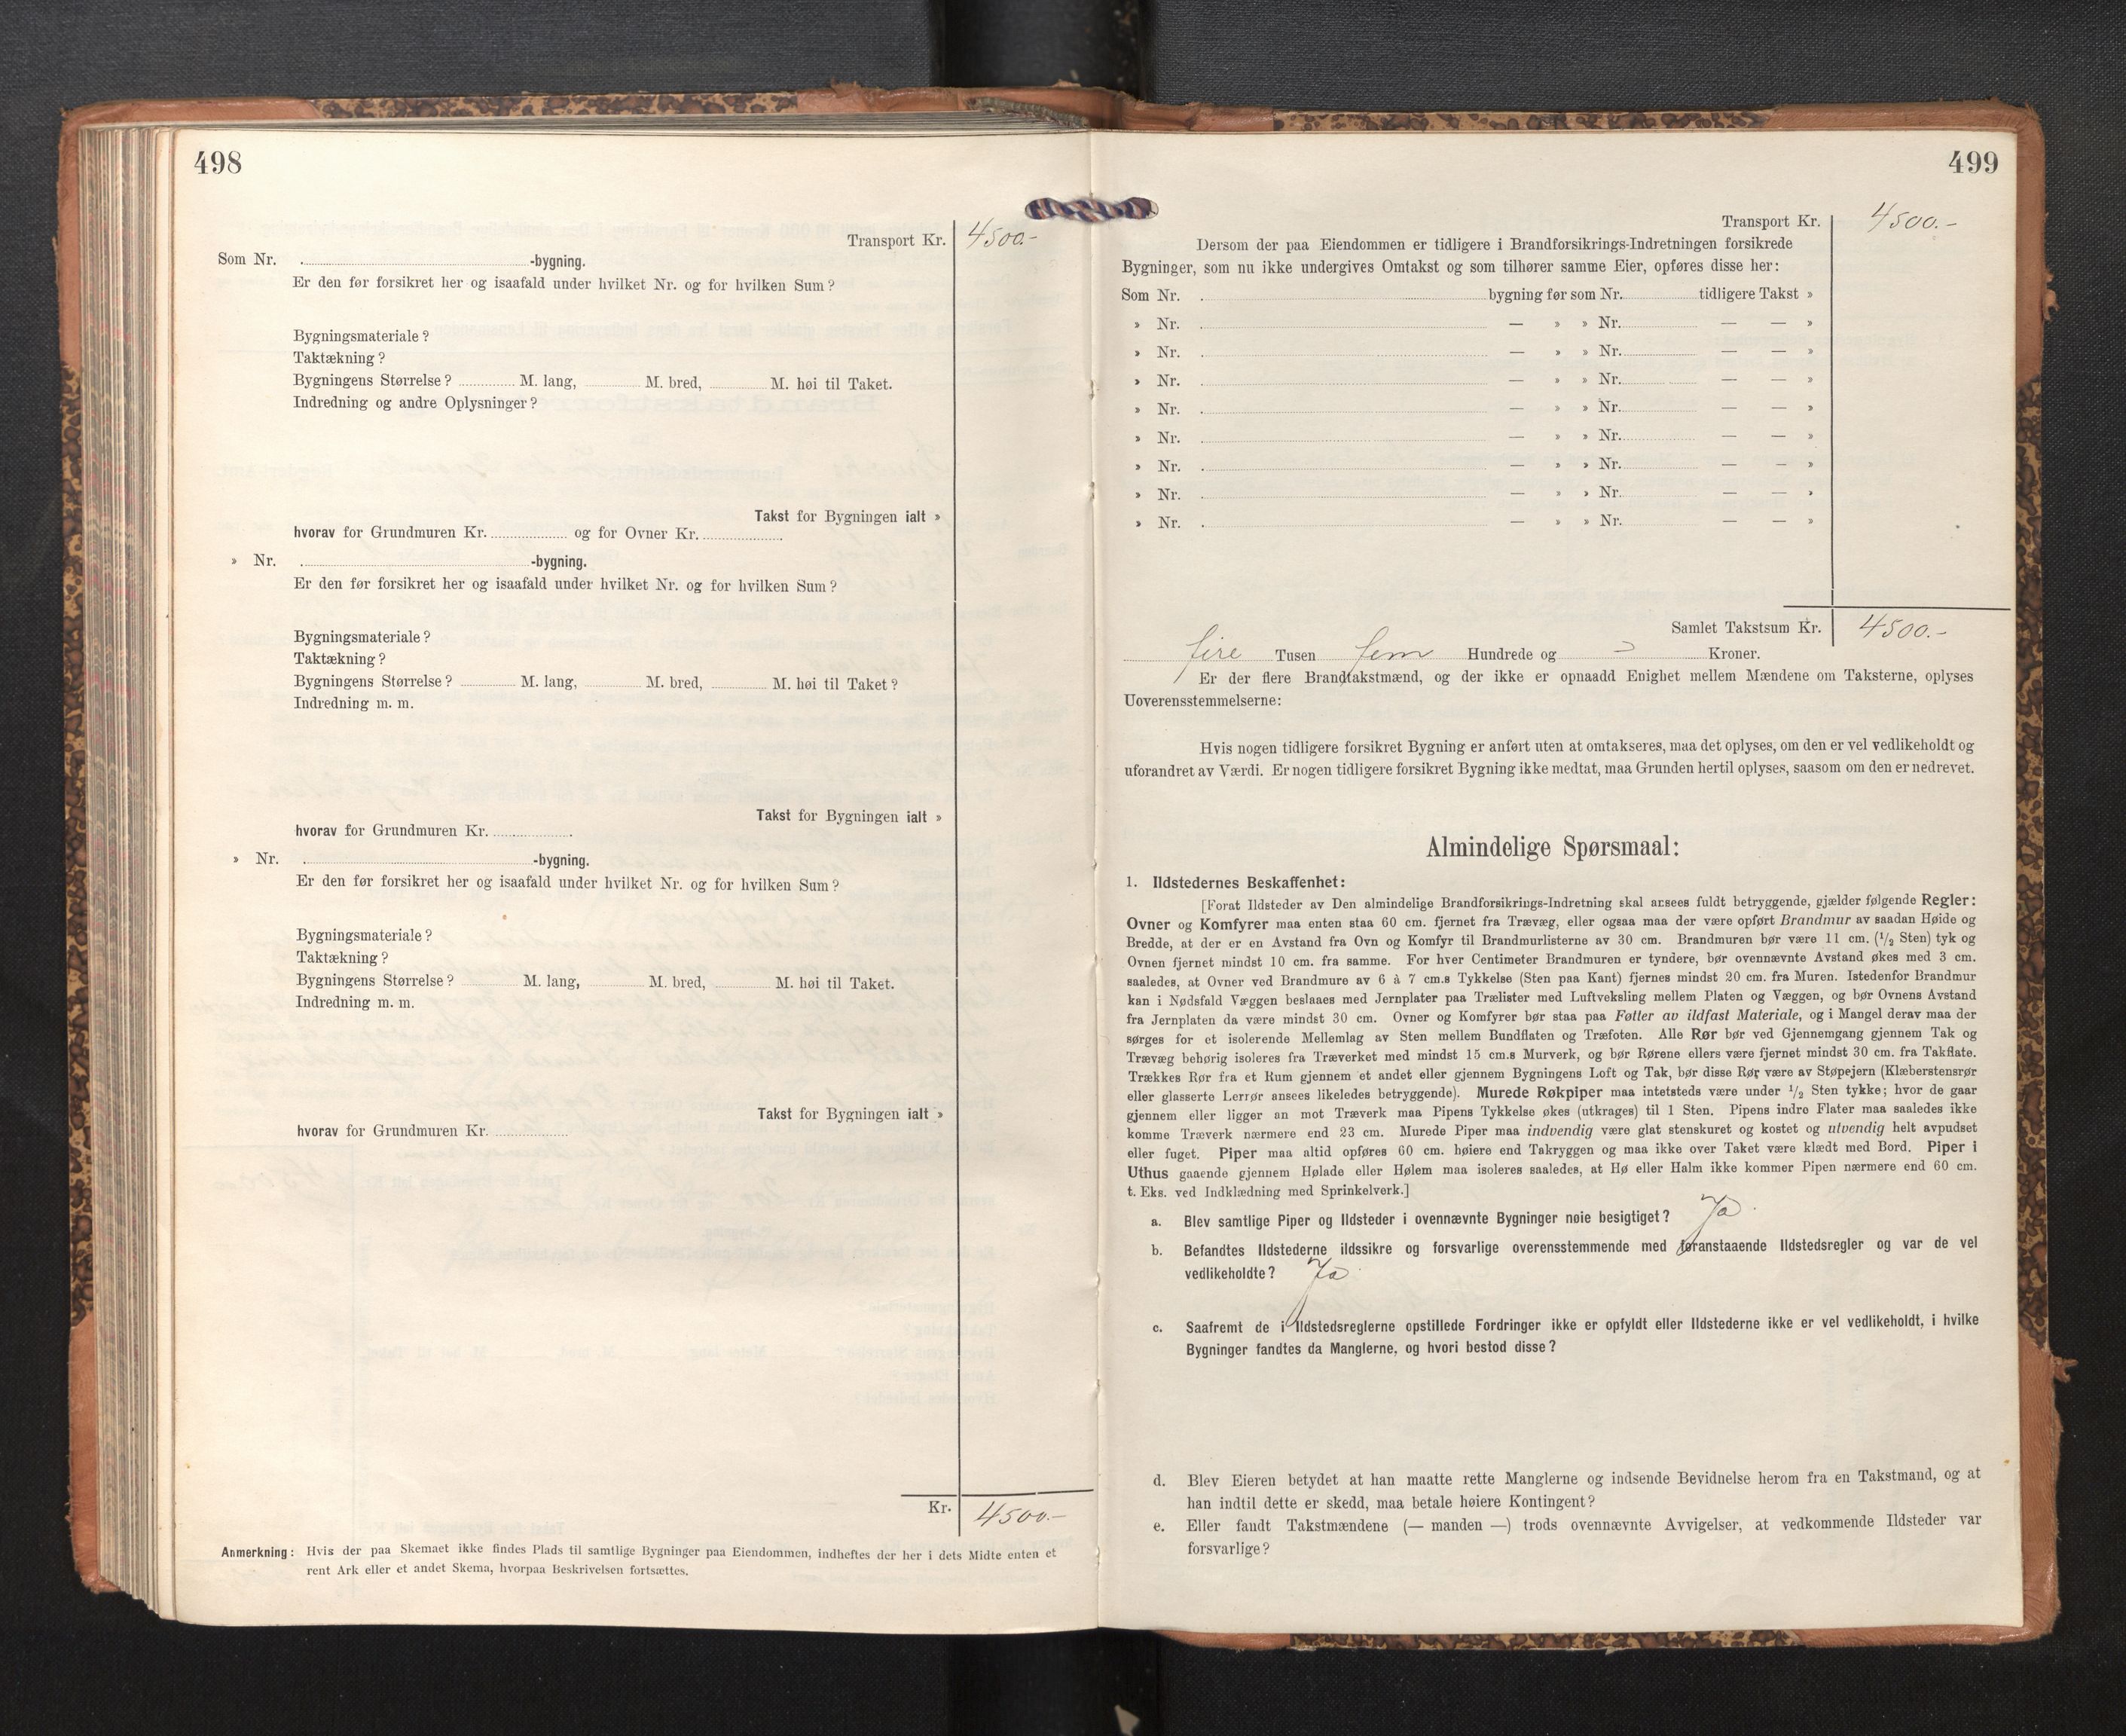 498
Transport Kr. 4500.-
Som Nr. -bygning.
Er den før forsikret her og isaafald under hvilket Nr. og for hvilken Sum?
Bygningsmateriale?
Taktækning?
Bygningens Størrelse? M. lang, M. bred, M. høi til Taket.
Indredning og andre Oplysninger?
Takst for Bygningen ialt »
hvorav for Grundmuren Kr. og for Ovner Kr.
» Nr. -bygning.
Er den før forsikret her og isaafald under hvilket Nr. og for hvilken Sum?
Bygningsmateriale?
Taktækning?
Bygningens Størrelse? M. lang, M. bred, M. høi til Taket?
Indredning m. m.
Takst for Bygningen ialt »
hvorav for Grundmuren Kr.
» Nr. -bygning.
Er den før forsikret her og isaafald under hvilket Nr. og for hvilken Sum?
Bygningsmateriale?
Taktækning?
Bygningens Størrelse? M. lang, M. bred, M. høi til Taket.
Indredning m. m.
Takst for Bygningen ialt »
hvorav for Grundmuren Kr.
Kr. 4500.-
Anmerkning: Hvis der paa Skemaet ikke findes Plads til samtlige Bygninger paa Eiendommen, indheftes der her i dets Midte enten et
rent Ark eller et andet Skema, hvorpaa Beskrivelsen fortsættes.
499
Transport Kr. 4500.-
Dersom der paa Eiendommen er tidligere i Brandforsikrings-Indretningen forsikrede
Bygninger, som nu ikke undergives Omtakst og som tilhører samme Eier, opføres disse her:
Som Nr. bygning før som Nr. tidligere Takst »
» Nr. — » » Nr. — — »
» Nr. — » » Nr. — — »
» Nr. — » » Nr. — — »
» Nr. — » » Nr. — — »
» Nr. — » » Nr. — — »
» Nr. — » » Nr. — — »
» Nr. — » » Nr. — — »
» Nr. — » » Nr. — — »
Samlet Takstsum Kr. 4500.-
fire Tusen fem Hundrede og Kroner.
Er der flere Brandtakstmænd, og der ikke er opnaadd Enighet mellem Mændene om Taksterne, oplyses
Uoverensstemmelserne:
Hvis nogen tidligere forsikret Bygning er anført uten at omtakseres, maa det oplyses, om den er vel vedlikeholdt og
uforandret av Værdi. Er nogen tidligere forsikret Bygning ikke medtat, maa Grunden hertil oplyses, saasom om den er nedrevet.
Almindelige Spørsmaal:
1. Ildstedernes Beskaffenhet:
[Forat Ildsteder av Den almindelige Brandforsikrings-Indretning skal ansees fuldt betryggende, gjælder følgende Regler:
Ovner og Komfyrer maa enten staa 60 cm. fjernet fra Trævæg, eller ogsaa maa der være opført Brandmur av saadan Høide og
Bredde, at der er en Avstand fra Ovn og Komfyr til Brandmurlisterne av 30 cm. Brandmuren bør være 11 cm. (1/2 Sten) tyk og
Ovnen fjernet mindst 10 cm. fra samme. For hver Centimeter Brandmuren er tyndere, bør ovennævnte Avstand økes med 3 cm.
saaledes, at Ovner ved Brandmure av 6 à 7 cm.s Tykkelse (Sten paa Kant) fjernes mindst 20 cm. fra Muren. Istedenfor Brandmur
kan i Nødsfald Væggen beslaaes med Jernplater paa Trælister med Luftveksling mellem Platen og Væggen, og bør Ovnens Avstand
fra Jernplaten da være mindst 30 cm. Ovner og Komfyrer bør staa paa Føtter av ildfast Materiale, og i Mangel derav maa der
sørges for et isolerende Mellemlag av Sten mellem Bundflaten og Træfoten. Alle Rør bør ved Gjennemgang gjennem Tak og
Trævæg behørig isoleres fra Træverket med mindst 15 cm.s Murverk, og bør Rørene ellers være fjernet mindst 30 cm. fra Takflate.
Trækkes Rør fra et Rum gjennem et andet eller gjennem Bygningens Loft og Tak, bør disse Rør være av Støpejern (Klæberstensrør
eller glasserte Lerrør ansees likeledes betryggende). Murede Røkpiper maa intetsteds være under 1/2 Sten tykke; hvor de gaar
gjennem eller ligger an mot Træverk maa Pipens Tykkelse økes (utkrages) til 1 Sten. Pipens indre Flater maa saaledes ikke
komme Træverk nærmere end 23 cm. Murede Piper maa indvendig være glat stenskuret og kostet og utvendig helt avpudset
eller fuget. Piper maa altid opføres 60 cm. høiere end Takryggen og maa ikke over Taket være klædt med Bord. Piper i
Uthus gaaende gjennem Hølade eller Hølem maa isoleres saaledes, at Hø eller Halm ikke kommer Pipen nærmere end 60 cm.
t. Eks. ved Indklædning med Sprinkelverk.]
a. Blev samtlige Piper og Ildsteder i ovennævnte Bygninger nøie besigtiget? Ja
b. Befandtes Ildstederne ildssikre og forsvarlige overensstemmende med foranstaaende Ildstedsregler og var de vel
vedlikeholdte? Ja
c. Saafremt de i Ildstedsreglerne opstillede Fordringer ikke er opfyldt eller Ildstederne ikke er vel vedlikeholdt, i hvilke
Bygninger fandtes da Manglerne, og hvori bestod disse?
d. Blev Eieren betydet at han maatte rette Manglerne og indsende Bevidnelse herom fra en Takstmand, og at
han indtil dette er skedd, maa betale høiere Kontingent?
e. Eller fandt Takstmændene (— manden —) trods ovennævnte Avvigelser, at vedkommende Ildsteder var
forsvarlige?